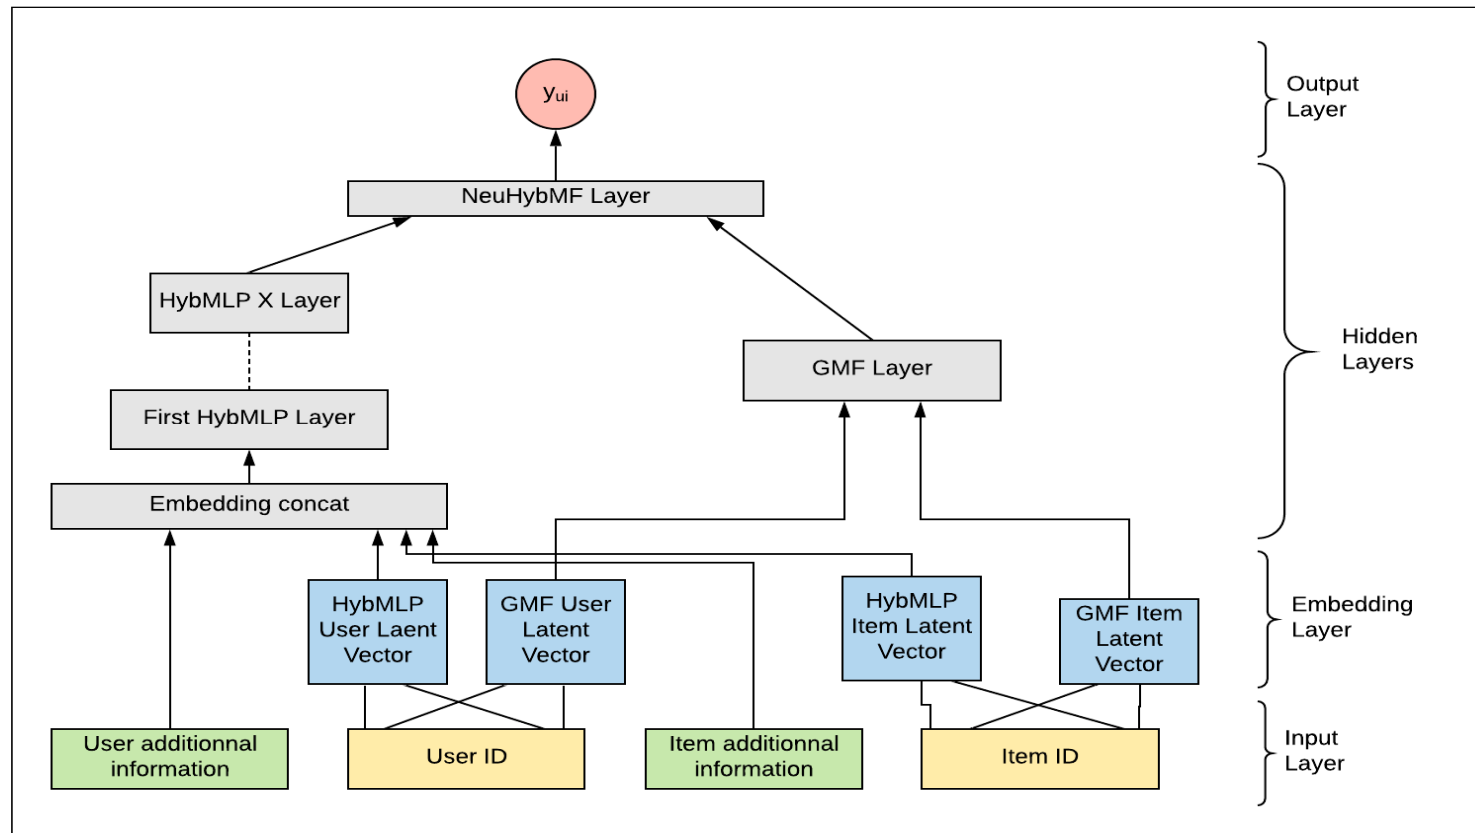 y_ui
Output
Layer
NeuHybMF Layer
HybMLP X Layer
GMF Layer
Hidden
Layers
First HybMLP Layer
Embedding concat
HybMLP
User Laent
Vector
GMF User
Latent
Vector
HybMLP
Item Latent
Vector
GMF Item
Latent
Vector
Embedding
Layer
User additionnal
information
User ID
Item additionnal
information
Item ID
Input
Layer